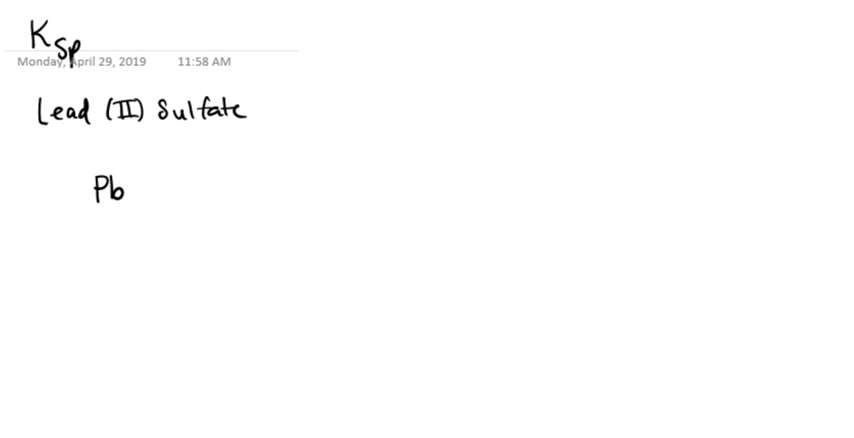 Ksp
Monday, April 29, 2019 11:58 AM
Lead (II) Sulfate
Pb